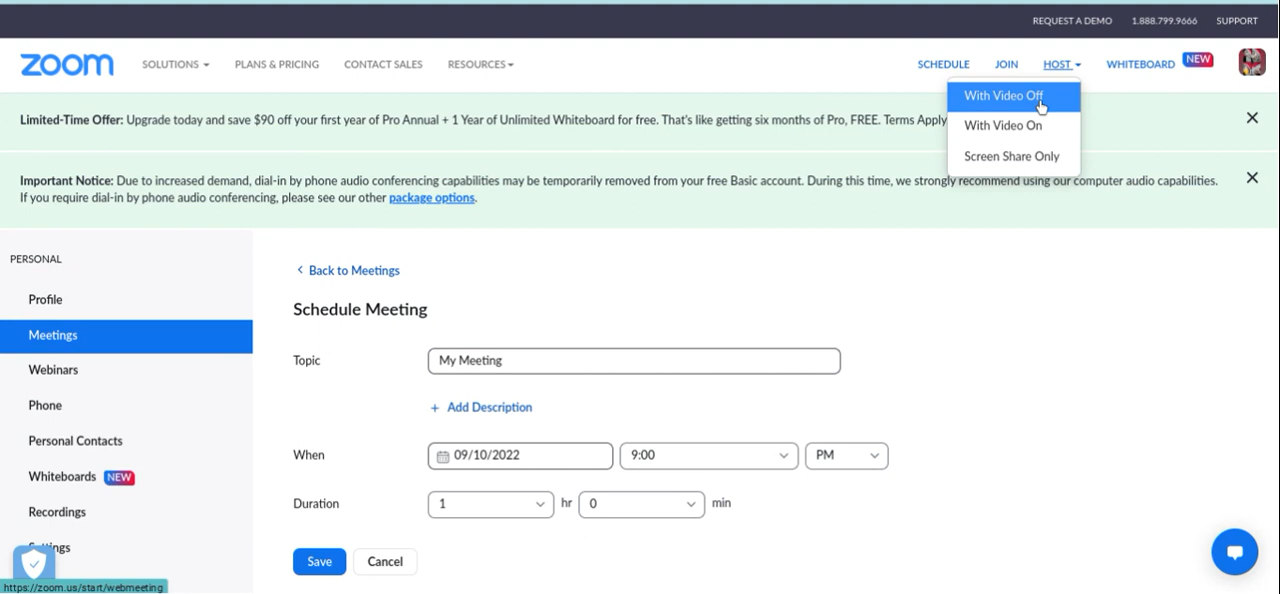 REQUEST A DEMO 1.888.799.9666 SUPPORT
zoom SOLUTIONS PLANS & PRICING CONTACT SALES RESOURCES SCHEDULE JOIN HOST WHITEBOARD NEW
With Video Off
With Video On
Screen Share Only
Limited-Time Offer: Upgrade today and save $90 off your first year of Pro Annual + 1 Year of Unlimited Whiteboard for free. That's like getting six months of Pro, FREE. Terms Apply
Important Notice: Due to increased demand, dial-in by phone audio conferencing capabilities may be temporarily removed from your free Basic account. During this time, we strongly recommend using our computer audio capabilities.
If you require dial-in by phone audio conferencing, please see our other package options.
PERSONAL
Profile
Meetings
Webinars
Phone
Personal Contacts
Whiteboards NEW
Recordings
< Back to Meetings
Schedule Meeting
Topic My Meeting
+ Add Description
When 09/10/2022 9:00 PM
Duration 1 hr 0 min
Save Cancel
https://zoom.us/start/webmeeting